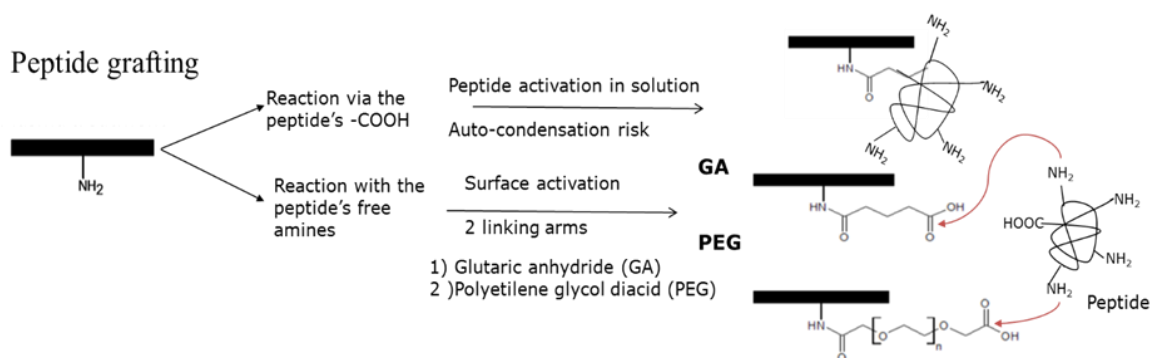 Peptide grafting
NH2
Reaction via the
peptide's -COOH
Reaction with the
peptide's free
amines
Peptide activation in solution
Auto-condensation risk
Surface activation
2 linking arms
1) Glutaric anhydride (GA)
2 )Polyetilene glycol diacid (PEG)
HN
O
NH2
NH2
NH2
NH2
GA
HN
O
OH
O
PEG
HN
O
O
n
O
O
OH
NH2
NH2
HOOC
NH2
NH2
Peptide